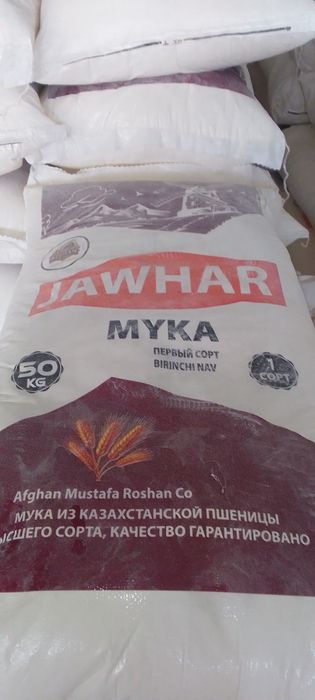 JAWHAR
МУКА
ПЕРВЫЙ СОРТ
BIRINCHI NAV
50
KG
1
СОРТ
Afghan Mustafa Roshan Co
МУКА ИЗ КАЗАХСТАНСКОЙ ПШЕНИЦЫ
ЫСШЕГО СОРТА, КАЧЕСТВО ГАРАНТИРОВАНО